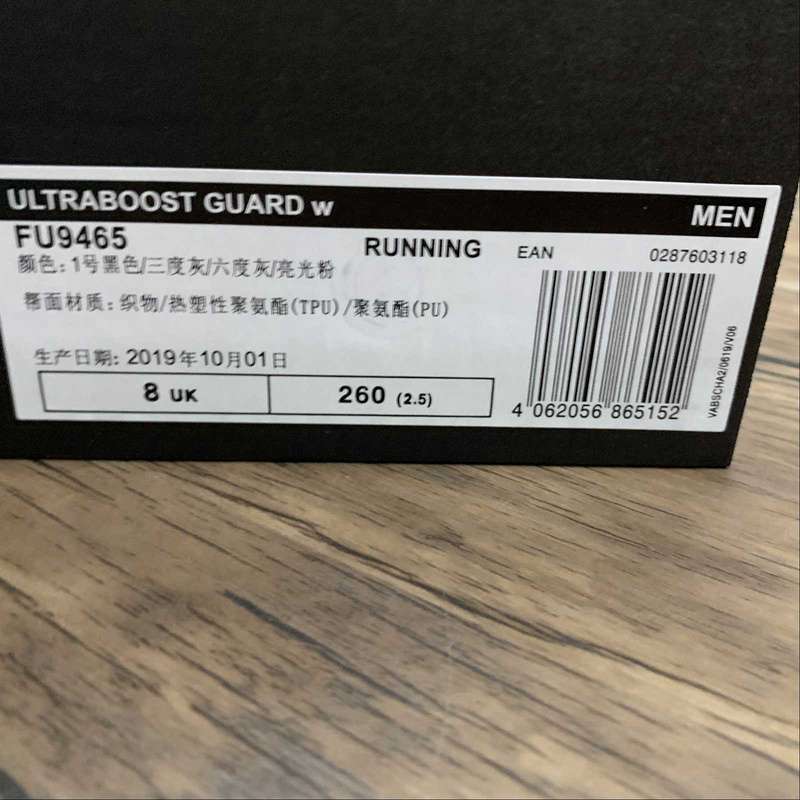 ULTRABOOST GUARD w
MEN
FU9465
RUNNING
EAN
0287603118
颜色: 1号黑色/三度灰/六度灰/亮光粉
帮面材质: 织物/热塑性聚氨酯(TPU)/聚氨酯(PU)
生产日期: 2019年10月01日
8 UK
260 (2.5)
4 062056 865152
VABSCHA2/0619/V06